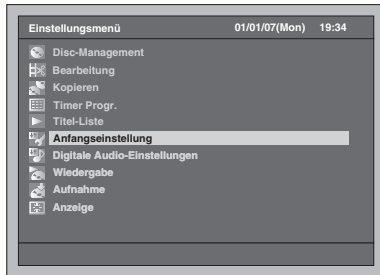 Einstellungsmenü 01/01/07(Mon) 19:34
Disc-Management
Bearbeitung
Kopieren
Timer Progr.
Titel-Liste
Anfangseinstellung
Digitale Audio-Einstellungen
Wiedergabe
Aufnahme
Anzeige